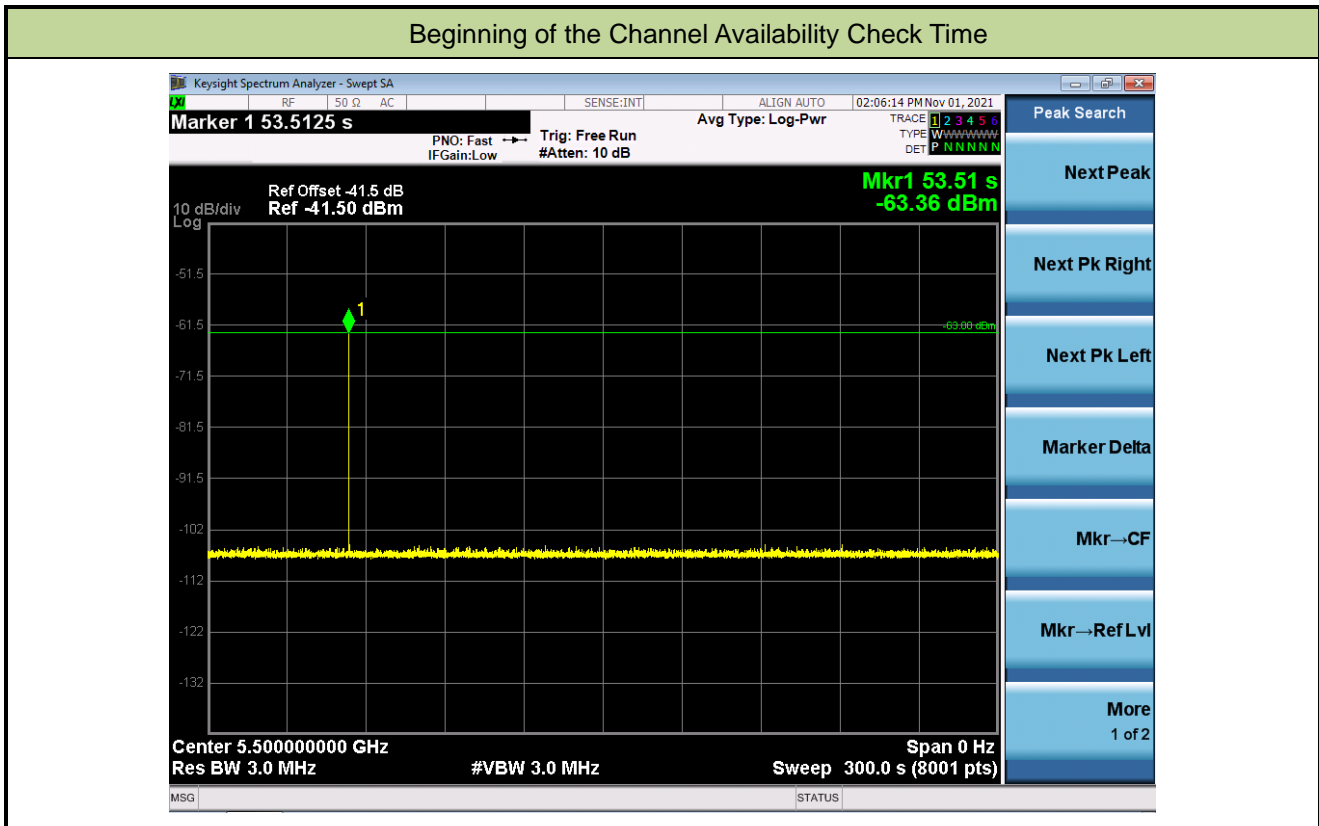 Beginning of the Channel Availability Check Time
Keysight Spectrum Analyzer - Swept SA
LXI RF 50 Ω AC SENSE:INT ALIGN AUTO 02:06:14 PM Nov 01, 2021
Marker 1 53.5125 s
PNO: Fast
IFGain:Low
Trig: Free Run
#Atten: 10 dB
Avg Type: Log-Pwr
TRACE 1 2 3 4 5 6
TYPE W W W W W W
DET P N N N N N
Peak Search
Ref Offset -41.5 dB
10 dB/div Ref -41.50 dBm
Log
Mkr1 53.51 s
-63.36 dBm
-51.5
-61.5
-71.5
-81.5
-91.5
-102
-112
-122
-132
1
-63.00 dBm
Center 5.500000000 GHz
Span 0 Hz
Res BW 3.0 MHz
#VBW 3.0 MHz
Sweep 300.0 s (8001 pts)
Next Peak
Next Pk Right
Next Pk Left
Marker Delta
Mkr→CF
Mkr→Ref Lvl
More
1 of 2
MSG
STATUS